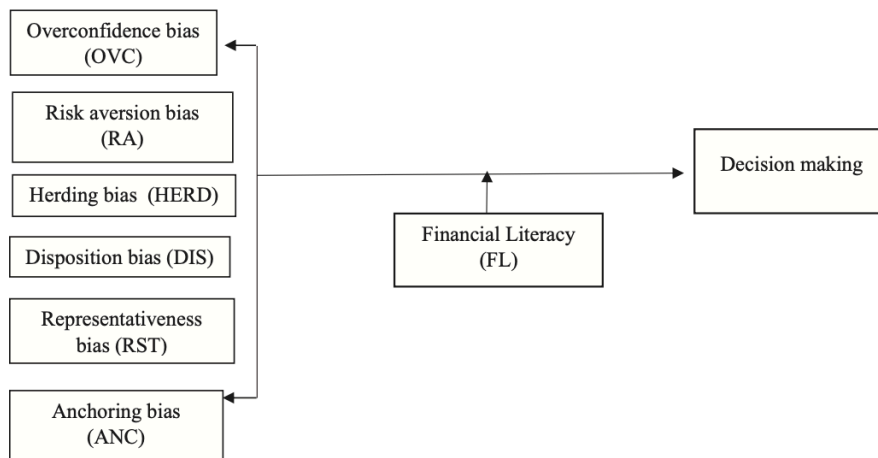 Overconfidence bias
(OVC)
Risk aversion bias
(RA)
Herding bias (HERD)
Disposition bias (DIS)
Representativeness
bias (RST)
Anchoring bias
(ANC)
Financial Literacy
(FL)
Decision making